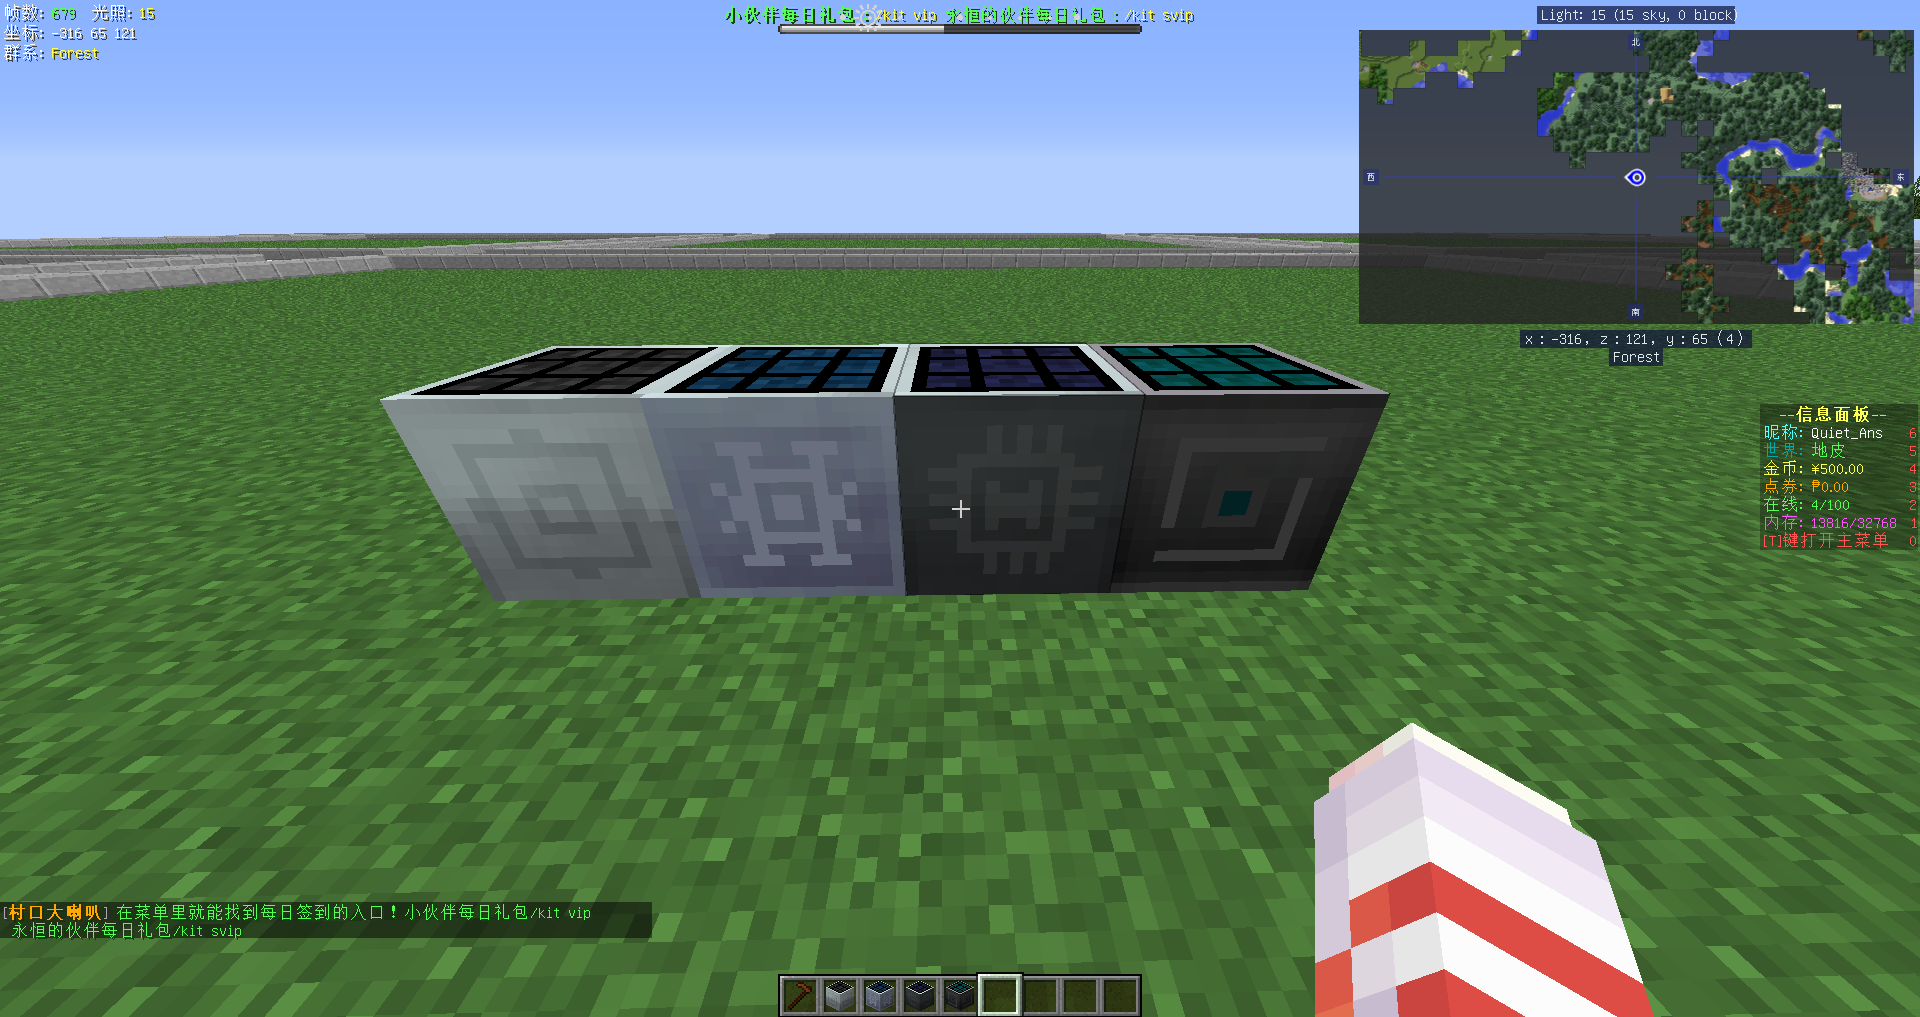 帧数: 679 光照: 15
坐标: -316 65 121
群系: Forest
小伙伴每日礼包:/kit vip 永恒的伙伴每日礼包:/kit svip
Light: 15 (15 sky, 0 block)
北
西
东
南
x: -316, z: 121, y: 65 (4)
Forest
--信息面板--
昵称: Quiet_Ans 6
世界: 地皮 5
金币: ¥500.00 4
点券: ₱0.00 3
在线: 4/100 2
内存: 13816/32768 1
[T]键打开主菜单 0
[村口大喇叭] 在菜单里就能找到每日签到的入口! 小伙伴每日礼包/kit vip
永恒的伙伴每日礼包/kit svip